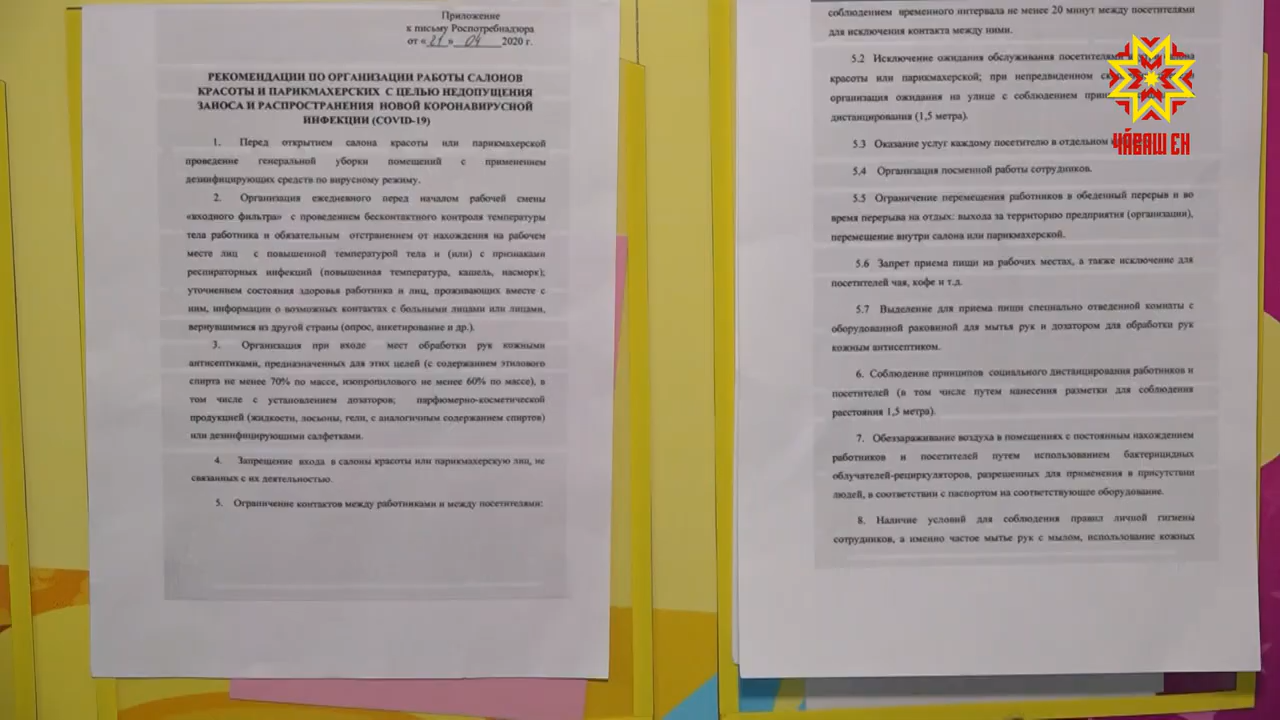 Приложение
к письму Роспотребнадзора
от «21» 04 2020 г.
РЕКОМЕНДАЦИИ ПО ОРГАНИЗАЦИИ РАБОТЫ САЛОНОВ
КРАСОТЫ И ПАРИКМАХЕРСКИХ С ЦЕЛЬЮ НЕДОПУЩЕНИЯ
ЗАНОСА И РАСПРОСТРАНЕНИЯ НОВОЙ КОРОНАВИРУСНОЙ
ИНФЕКЦИИ (COVID-19)
1. Перед открытием салона красоты или парикмахерской
проведение генеральной уборки помещений с применением
дезинфицирующих средств по вирусному режиму.
2. Организация ежедневного перед началом рабочей смены
«входного фильтра» с проведением бесконтактного контроля температуры
тела работника и обязательным отстранением от нахождения на рабочем
месте лиц с повышенной температурой тела и (или) с признаками
респираторных инфекций (повышенная температура, кашель, насморк);
уточнением состояния здоровья работника и лиц, проживающих вместе с
ним, информации о возможных контактах с больными лицами или лицами,
вернувшимися из другой страны (опрос, анкетирование и др.).
3. Организация при входе мест обработки рук кожными
антисептиками, предназначенных для этих целей (с содержанием этилового
спирта не менее 70% по массе, изопропилового не менее 60% по массе), в
том числе с установлением дозаторов; парфюмерно-косметической
продукцией (жидкости, лосьоны, гели, с аналогичным содержанием спиртов)
или дезинфицирующими салфетками.
4. Запрещение входа в салоны красоты или парикмахерскую лиц, не
связанных с их деятельностью.
5. Ограничение контактов между работниками и между посетителями:
соблюдением временного интервала не менее 20 минут между посетителями
для исключения контакта между ними.
5.2 Исключение ожидания обслуживания посетителями
красоты или парикмахерской; при непредвиденном
организация ожидания на улице с соблюдением
дистанцирования (1,5 метра).
5.3 Оказание услуг каждому посетителю в отдельном
5.4 Организация посменной работы сотрудников.
5.5 Ограничение перемещения работников в обеденный перерыв и во
время перерыва на отдых: выхода за территорию предприятия (организации),
перемещение внутри салона или парикмахерской.
5.6 Запрет приема пищи на рабочих местах, а также исключение для
посетителей чая, кофе и т.д.
5.7 Выделение для приема пищи специально отведенной комнаты с
оборудованной раковиной для мытья рук и дозатором для обработки рук
кожным антисептиком.
6. Соблюдение принципов социального дистанцирования работников и
посетителей (в том числе путем нанесения разметки для соблюдения
расстояния 1,5 метра).
7. Обеззараживание воздуха в помещениях с постоянным нахождением
работников и посетителей путем использованием бактерицидных
облучателей-рециркуляторов, разрешенных для применения в присутствии
людей, в соответствии с паспортом на соответствующее оборудование.
8. Наличие условий для соблюдения правил личной гигиены
сотрудников, а именно частое мытье рук с мылом, использование кожных
ЧӐВАШ ЕН